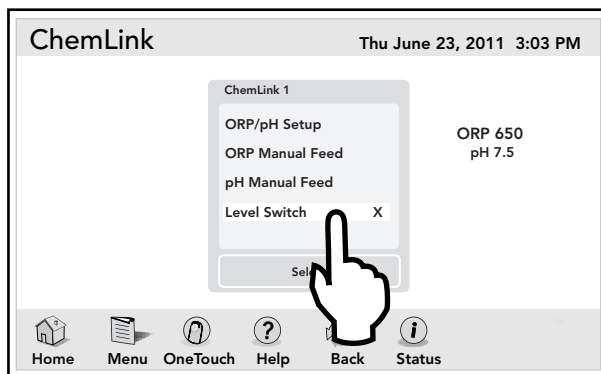 ChemLink Thu June 23, 2011 3:03 PM
ChemLink 1
ORP/pH Setup
ORP Manual Feed
pH Manual Feed
Level Switch X
ORP 650
pH 7.5
Home Menu OneTouch Help Back Status